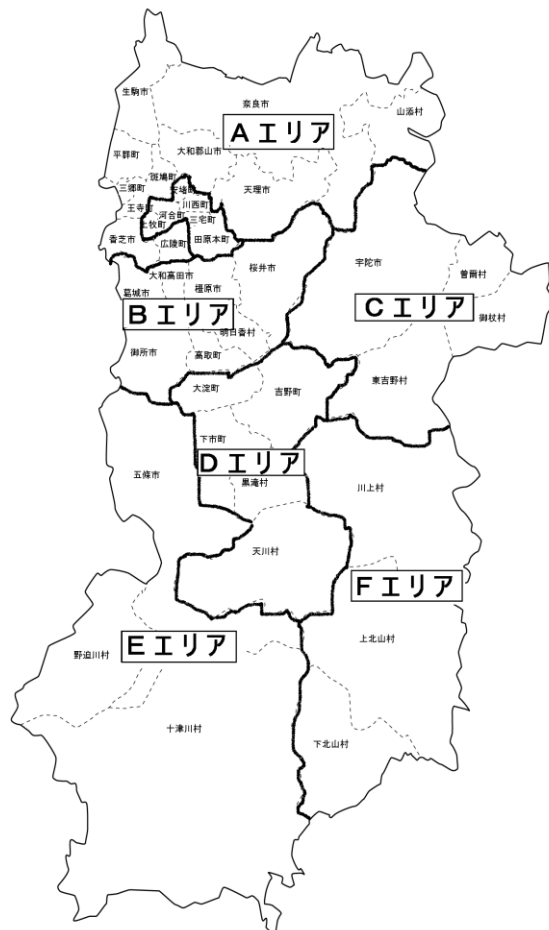 生駒市
奈良市
山添村
Aエリア
平群町
大和郡山市
斑鳩町
三郷町
安堵町
天理市
王寺町
川西町
河合町
三宅町
上牧町
香芝市
広陵町
田原本町
大和高田市
桜井市
宇陀市
曽爾村
葛城市
橿原市
Bエリア
Cエリア
御杖村
明日香村
御所市
高取町
大淀町
吉野町
東吉野村
下市町
Dエリア
五條市
黒滝村
川上村
天川村
Fエリア
Eエリア
上北山村
野迫川村
十津川村
下北山村